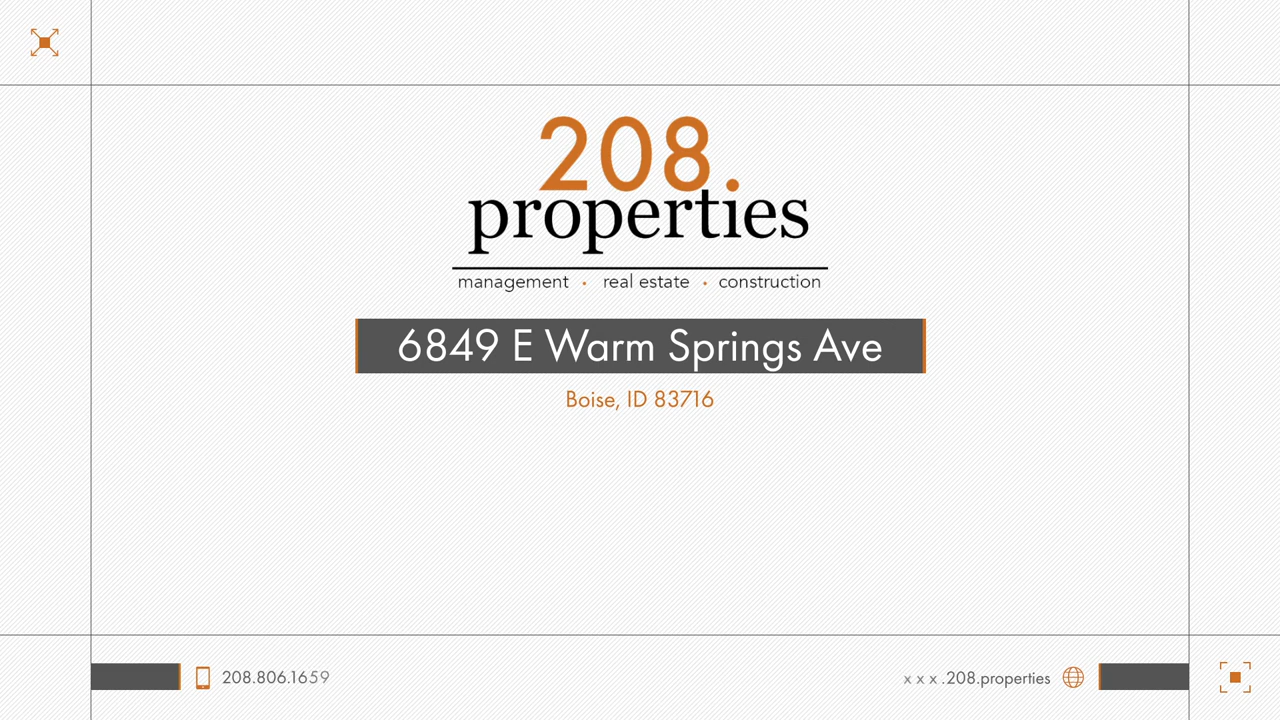 208.
properties
management • real estate • construction
6849 E Warm Springs Ave
Boise, ID 83716
208.806.1659
x x x .208.properties